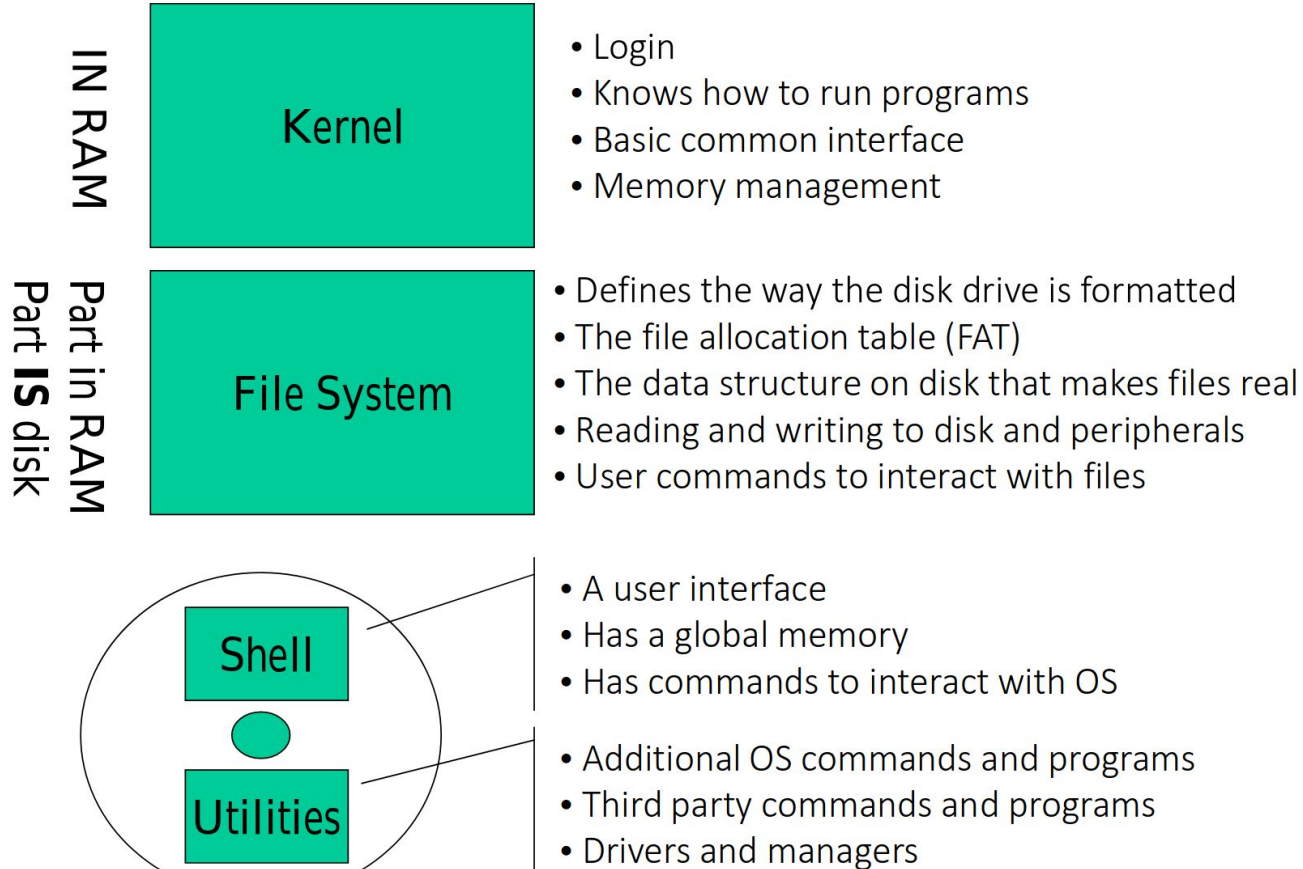 IN RAM
Kernel
• Login
• Knows how to run programs
• Basic common interface
• Memory management
Part in RAM
Part IS disk
File System
• Defines the way the disk drive is formatted
• The file allocation table (FAT)
• The data structure on disk that makes files real
• Reading and writing to disk and peripherals
• User commands to interact with files
Shell
• A user interface
• Has a global memory
• Has commands to interact with OS
Utilities
• Additional OS commands and programs
• Third party commands and programs
• Drivers and managers